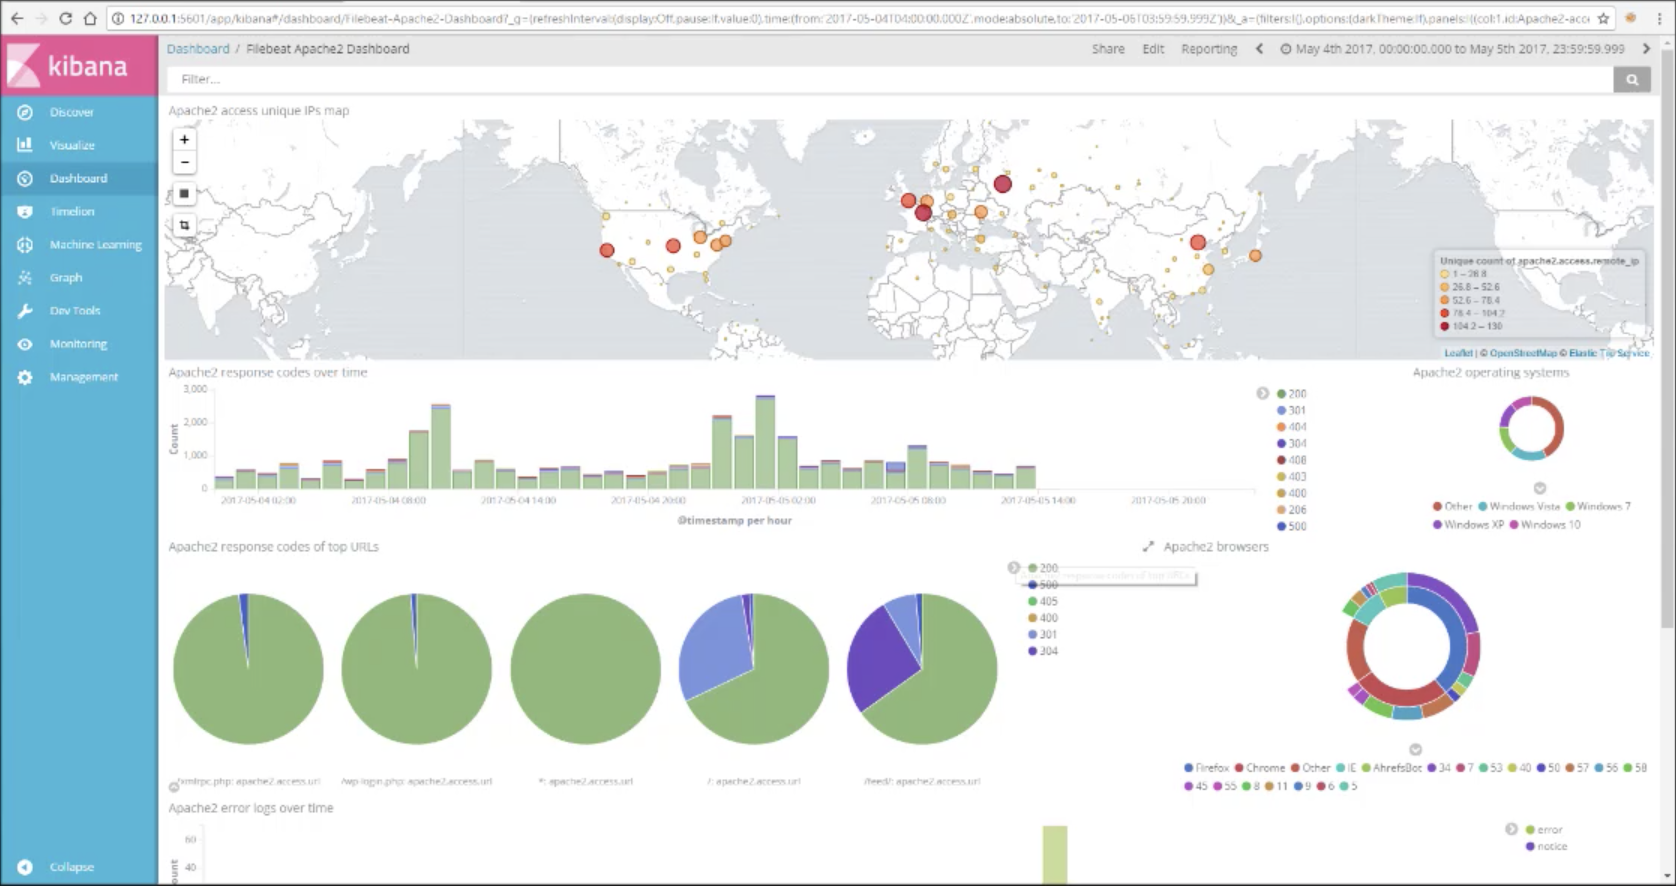 127.0.0.1:5601/app/kibana#/dashboard/Filebeat-Apache2-Dashboard?_g=(refreshInterval:(display:Off,pause:!f,value:0),time:(from:'2017-05-04T04:00:00.000Z',mode:absolute,to:'2017-05-06T03:59:59.999Z'))&_a=(filters:!(),options:(darkTheme:!f),panels:!((col:1,id:Apache2-acce
kibana
Dashboard / Filebeat Apache2 Dashboard
Share Edit Reporting May 4th 2017, 00:00:00.000 to May 5th 2017, 23:59:59.999
Filter...
Discover
Visualize
Dashboard
Timelion
Machine Learning
Graph
Dev Tools
Monitoring
Management
Collapse
Apache2 access unique IPs map
+
−
Unique count of apache2.access.remote_ip
1 – 26.8
26.8 – 52.6
52.6 – 78.4
78.4 – 104.2
104.2 – 130
Leaflet | © OpenStreetMap © Elastic Tile Service
Apache2 response codes over time
3,000
2,000
1,000
0
Count
2017-05-04 02:00 2017-05-04 08:00 2017-05-04 14:00 2017-05-04 20:00 2017-05-05 02:00 2017-05-05 08:00 2017-05-05 14:00 2017-05-05 20:00
@timestamp per hour
200
301
404
304
408
403
400
206
500
Apache2 operating systems
Other Windows Vista Windows 7
Windows XP Windows 10
Apache2 response codes of top URLs
200
500
405
400
301
304
/xmlrpc.php: apache2.access.url /wp-login.php: apache2.access.url *: apache2.access.url /: apache2.access.url /feed/: apache2.access.url
Apache2 browsers
Firefox Chrome Other IE AhrefsBot 34 7 53 40 50 57 56 58
45 55 8 11 9 6 5
Apache2 error logs over time
60
40
error
notice